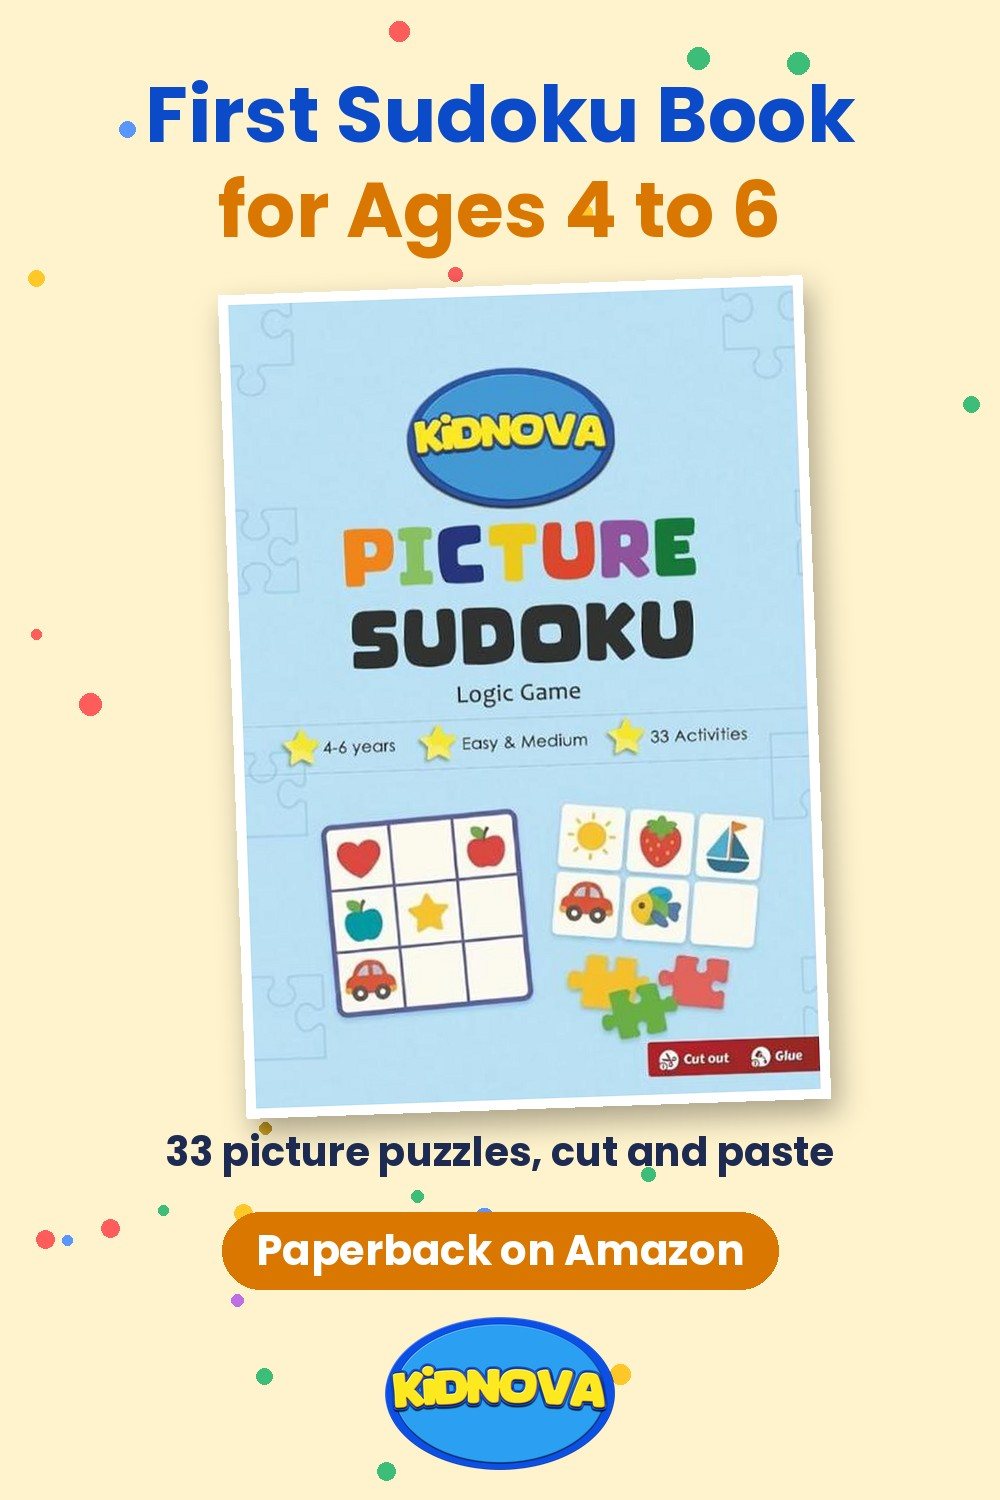 First Sudoku Book
for Ages 4 to 6
KiDNOVA
PICTURE
SUDOKU
Logic Game
4-6 years Easy & Medium 33 Activities
Cut out Glue
33 picture puzzles, cut and paste
Paperback on Amazon
KiDNOVA